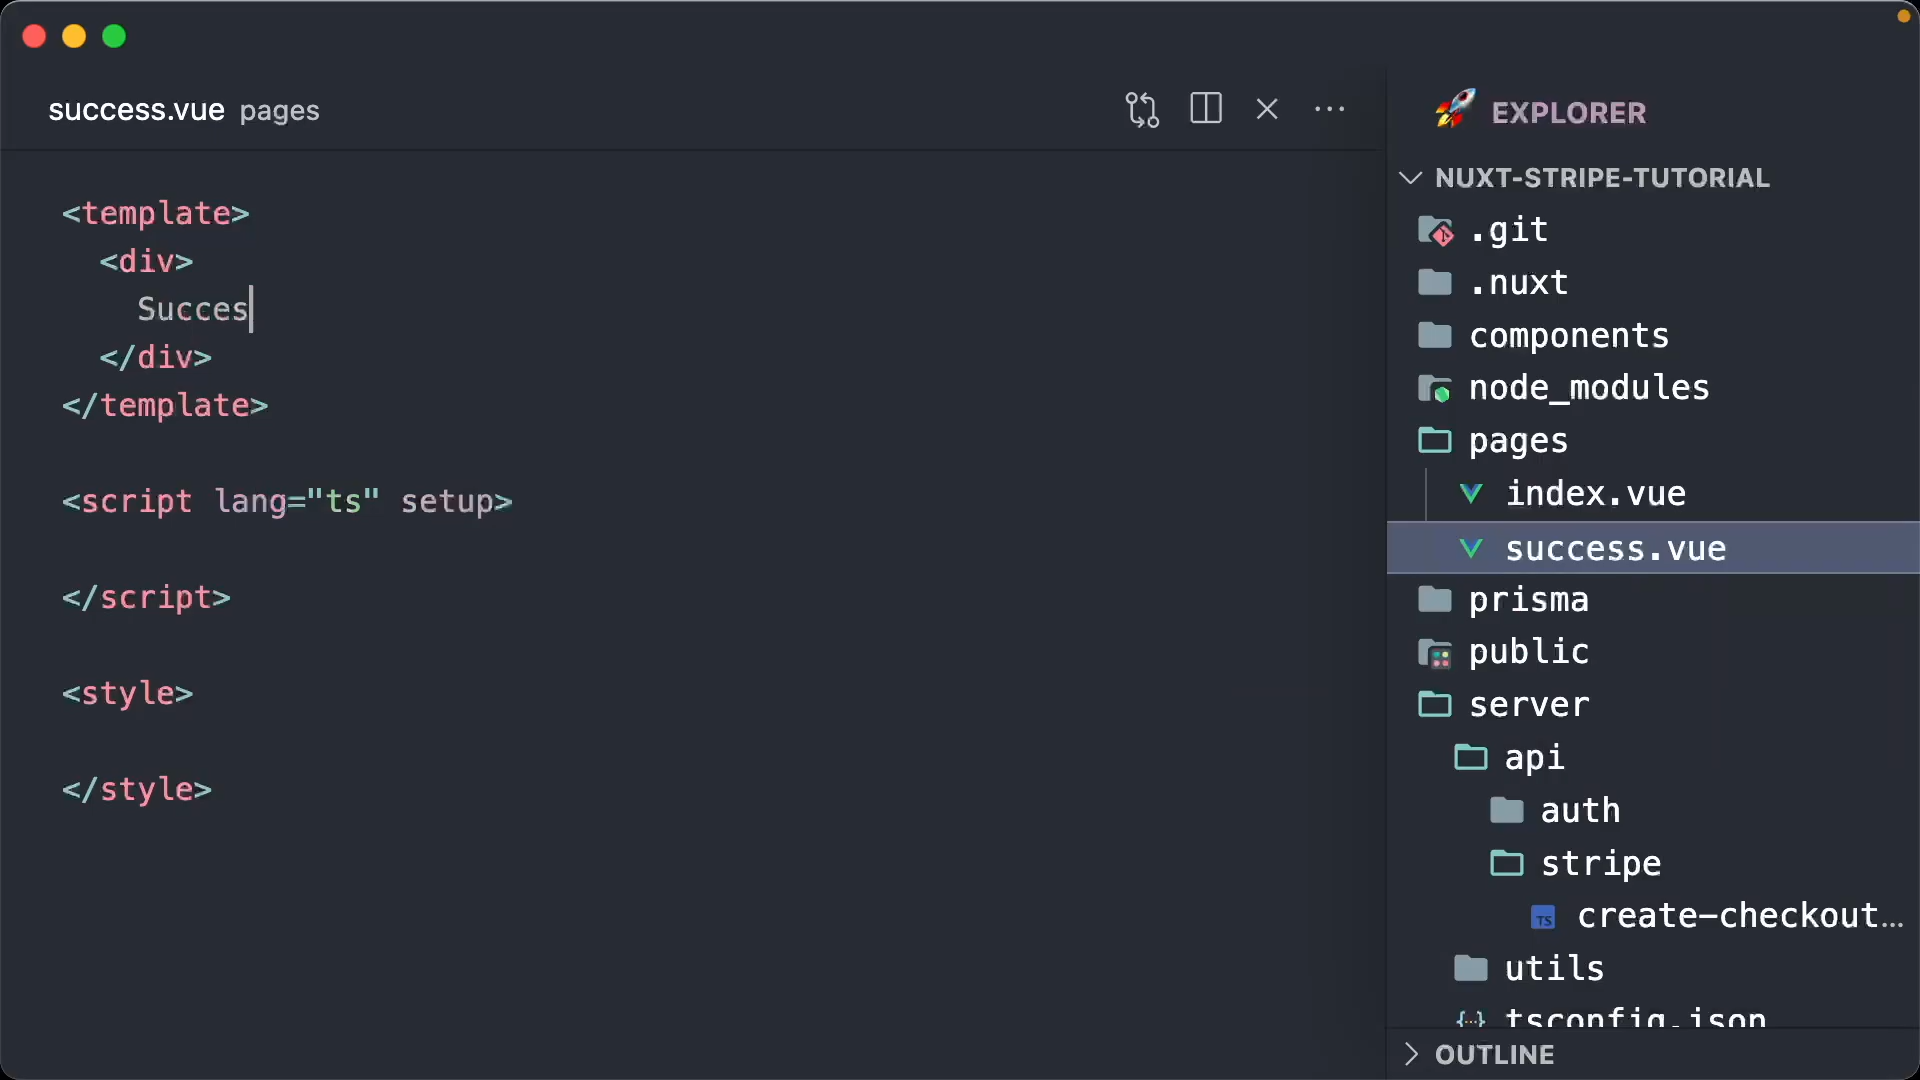 success.vue pages
<template>
<div>
Succes
</div>
</template>
<script lang="ts" setup>
</script>
<style>
</style>
EXPLORER
NUXT-STRIPE-TUTORIAL
.git
.nuxt
components
node_modules
pages
index.vue
success.vue
prisma
public
server
api
auth
stripe
TS create-checkout...
utils
{...} tsconfig.json
OUTLINE